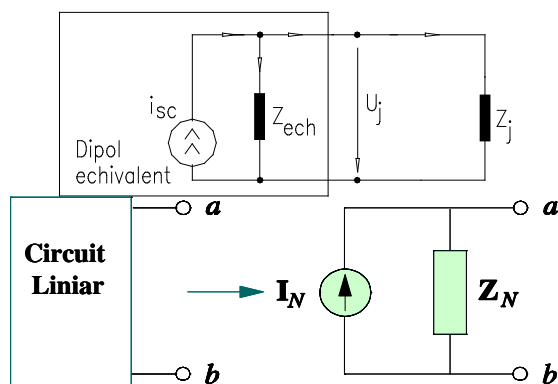 isc
Zech
Uj
Zj
Dipol
echivalent
a
a
Circuit
Liniar
IN
ZN
b
b